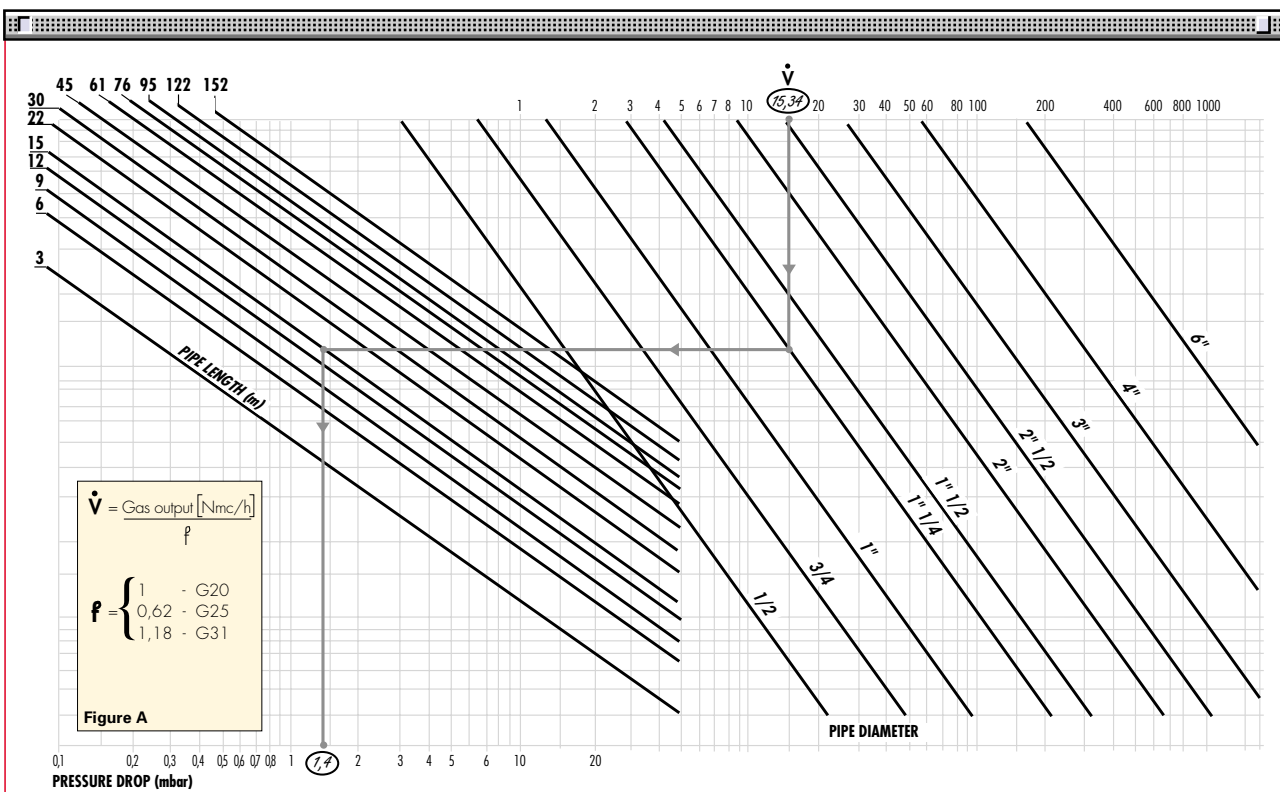 45 61 76 95 122 152
V̇
30
22
15
12
9
6
3
1 2 3 4 5 6 7 8 10 15,34 20 30 40 50 60 80 100 200 400 600 800 1000
PIPE LENGTH (m)
6"
4"
3"
2" 1/2
2"
1" 1/2
1" 1/4
1"
3/4
1/2
V̇ = Gas output [Nmc/h]
f
f = { 1 - G20
0,62 - G25
1,18 - G31
Figure A
PIPE DIAMETER
0,1 0,2 0,3 0,4 0,5 0,6 0,7 0,8 1 1,4 2 3 4 5 6 10 20
PRESSURE DROP (mbar)